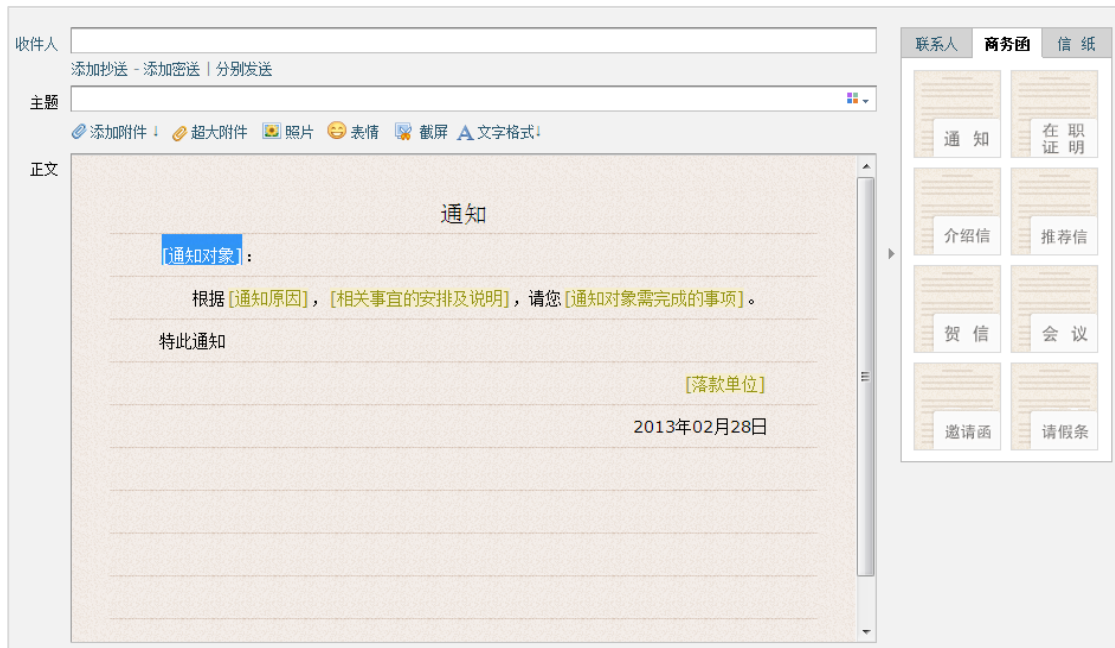 收件人
添加抄送 - 添加密送 | 分别发送
主题
添加附件↓ 超大附件 照片 表情 截屏 A 文字格式↓
正文
通知
[通知对象]：
根据[通知原因]，[相关事宜的安排及说明]，请您[通知对象需完成的事项]。
特此通知
[落款单位]
2013年02月28日
联系人 商务函 信 纸
通 知
在 职
证 明
介绍信
推荐信
贺 信
会 议
邀请函
请假条